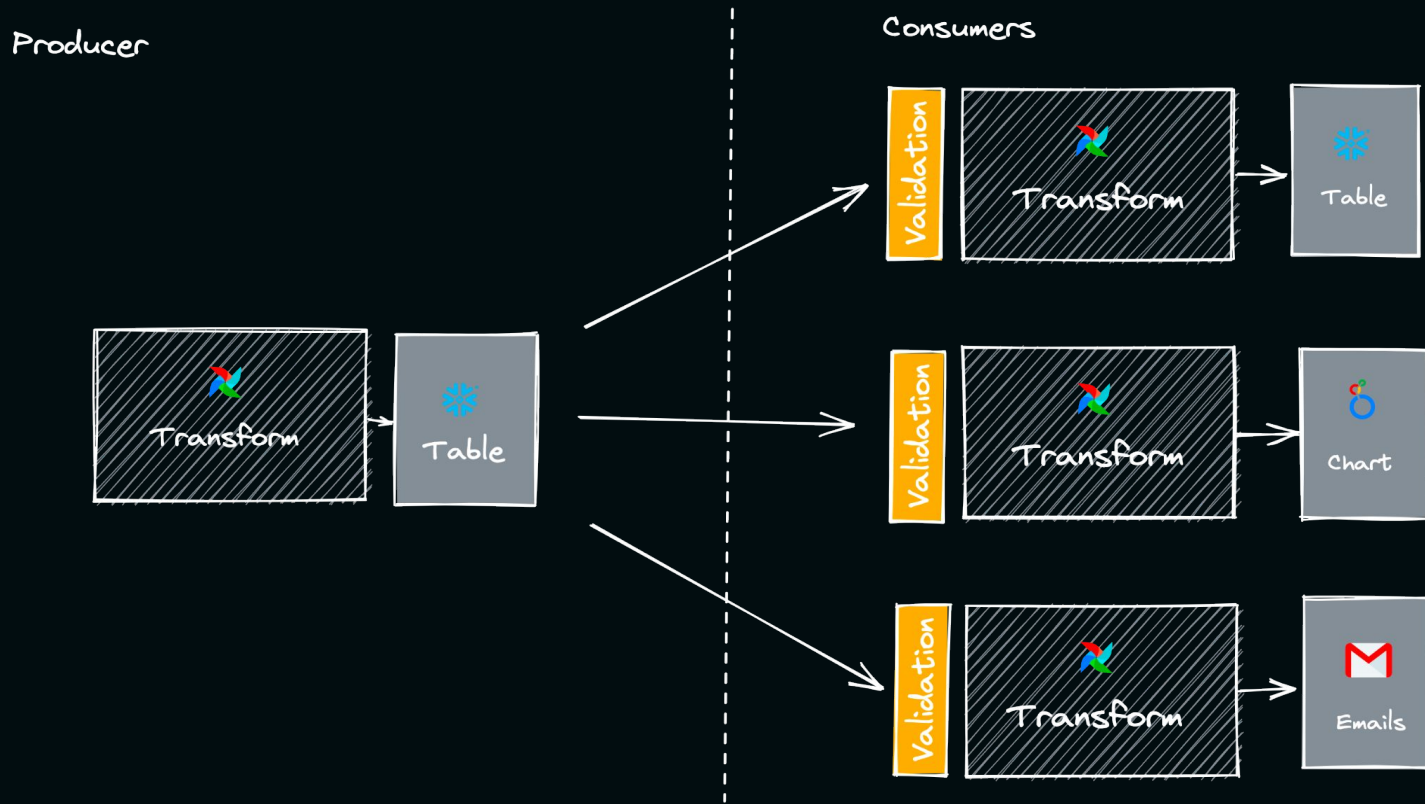 Producer
Consumers
Validation
Transform
Table
Transform
Table
Validation
Transform
Chart
Validation
Transform
Emails